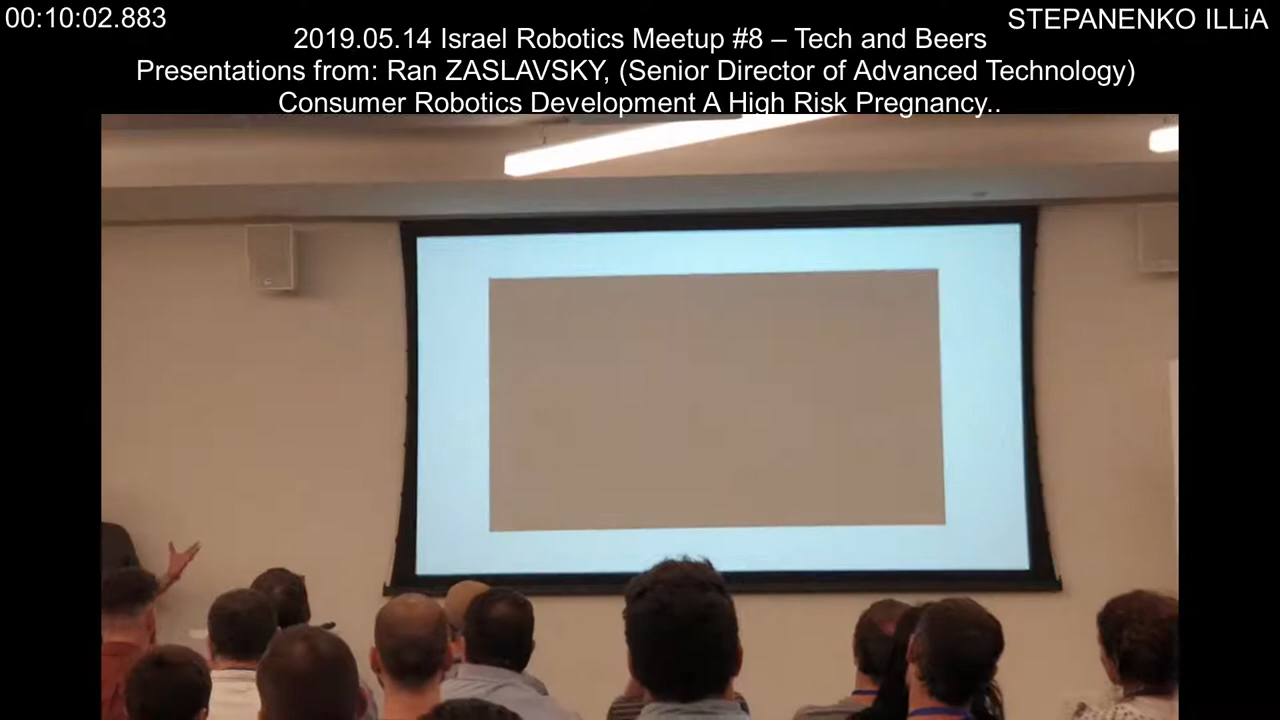 00:10:02.883
STEPANENKO ILLiA
2019.05.14 Israel Robotics Meetup #8 – Tech and Beers
Presentations from: Ran ZASLAVSKY, (Senior Director of Advanced Technology)
Consumer Robotics Development A High Risk Pregnancy..